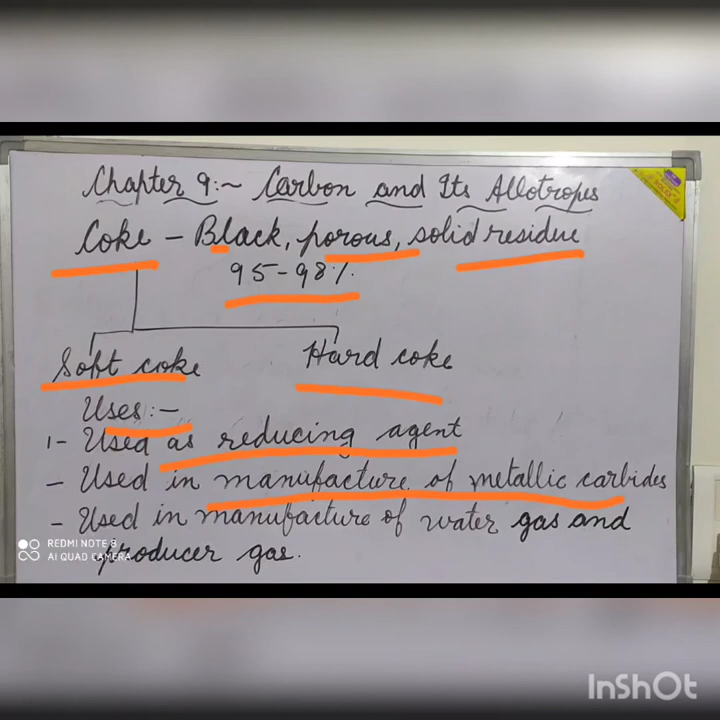 Chapter 9:~ Carbon and Its Allotropes
Coke - Black, porous, solid residue
95-98%.
Soft coke
Hard coke
Uses:-
1- Used as reducing agent
- Used in manufacture of metallic carbides
- Used in manufacture of water gas and
producer gas.
REDMI NOTE 8
AI QUAD CAMERA
InShOt